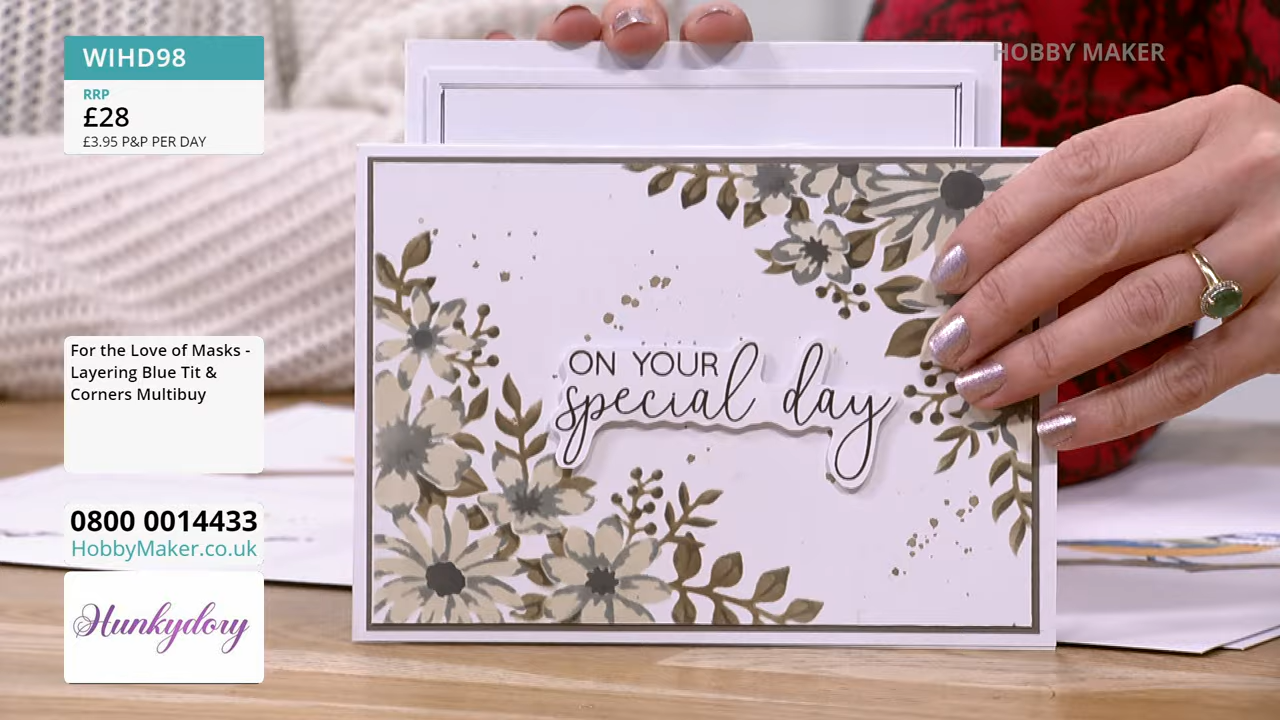 WIHD98
RRP
£28
£3.95 P&P PER DAY
HOBBY MAKER
For the Love of Masks -
Layering Blue Tit &
Corners Multibuy
ON YOUR
special day
0800 0014433
HobbyMaker.co.uk
Hunkydory